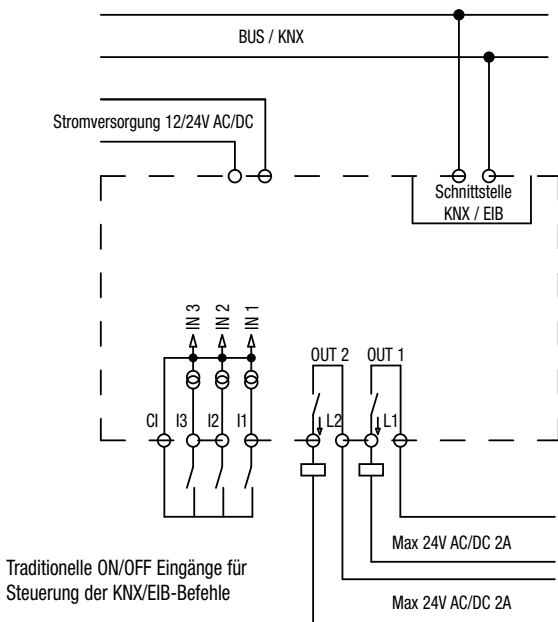 BUS / KNX
Stromversorgung 12/24V AC/DC
Schnittstelle
KNX / EIB
IN 3
IN 2
IN 1
OUT 2
OUT 1
CI
I3
I2
I1
L2
L1
Max 24V AC/DC 2A
Traditionelle ON/OFF Eingänge für
Steuerung der KNX/EIB-Befehle
Max 24V AC/DC 2A